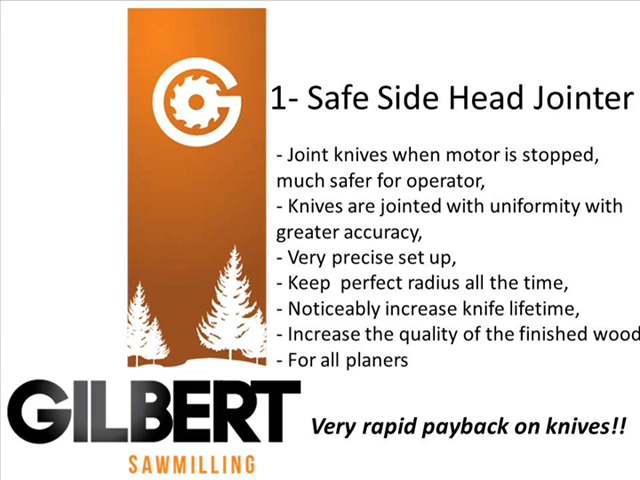 1- Safe Side Head Jointer
- Joint knives when motor is stopped,
much safer for operator,
- Knives are jointed with uniformity with
greater accuracy,
- Very precise set up,
- Keep  perfect radius all the time,
- Noticeably increase knife lifetime,
- Increase the quality of the finished wood
- For all planers
GILBERT
SAWMILLING
Very rapid payback on knives!!